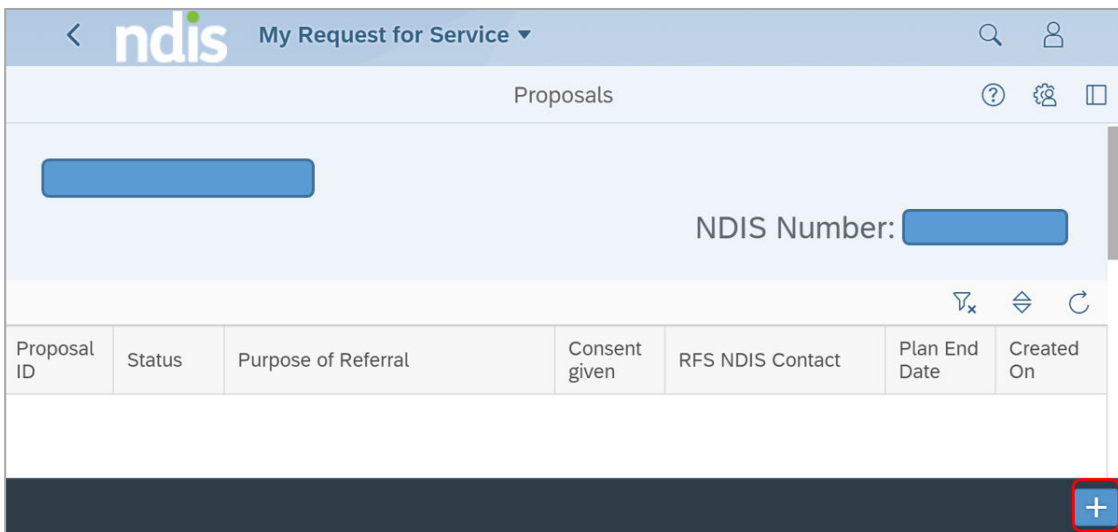 ndis My Request for Service
Proposals
NDIS Number:
Proposal ID Status Purpose of Referral Consent given RFS NDIS Contact Plan End Date Created On